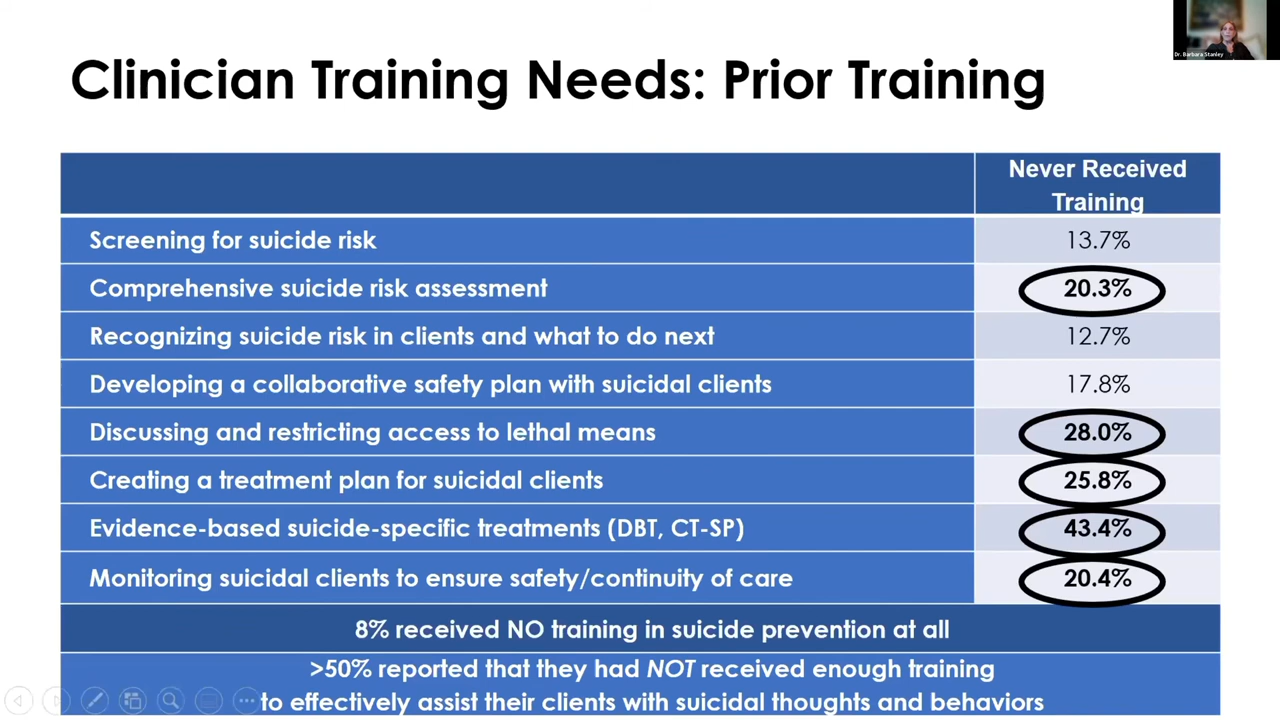 Dr. Barbara Stanley
Clinician Training Needs: Prior Training
Never Received
Training
Screening for suicide risk 13.7%
Comprehensive suicide risk assessment 20.3%
Recognizing suicide risk in clients and what to do next 12.7%
Developing a collaborative safety plan with suicidal clients 17.8%
Discussing and restricting access to lethal means 28.0%
Creating a treatment plan for suicidal clients 25.8%
Evidence-based suicide-specific treatments (DBT, CT-SP) 43.4%
Monitoring suicidal clients to ensure safety/continuity of care 20.4%
8% received NO training in suicide prevention at all
>50% reported that they had NOT received enough training
to effectively assist their clients with suicidal thoughts and behaviors